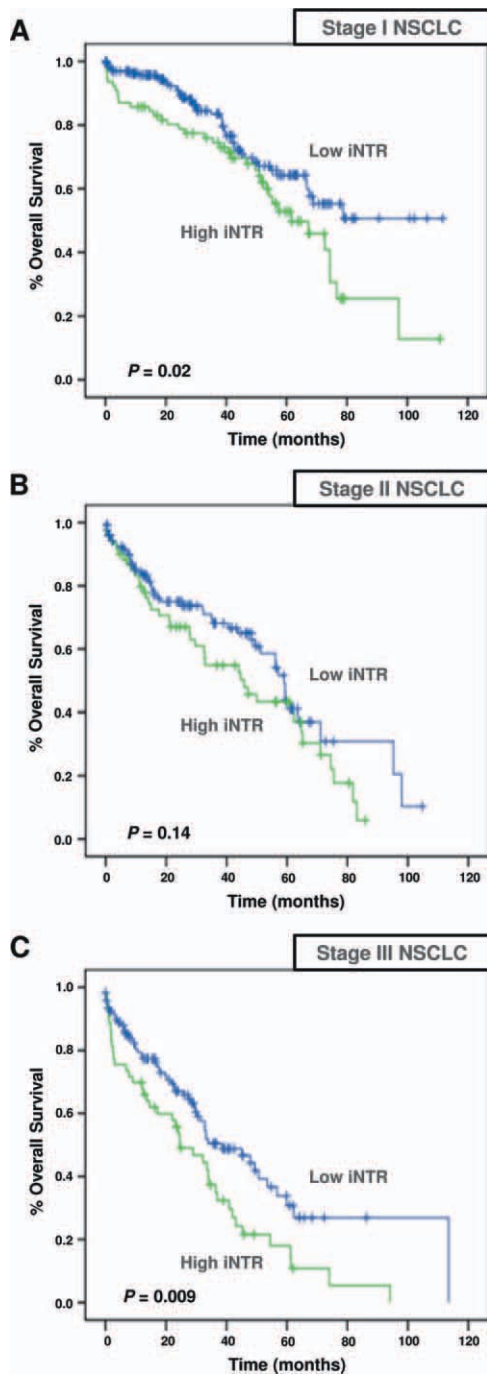 A
Stage I NSCLC
% Overall Survival
1.0
0.8
0.6
0.4
0.2
0.0
Low iNTR
High iNTR
P = 0.02
0 20 40 60 80 100 120
Time (months)
B
Stage II NSCLC
% Overall Survival
1.0
0.8
0.6
0.4
0.2
0.0
Low iNTR
High iNTR
P = 0.14
0 20 40 60 80 100 120
Time (months)
C
Stage III NSCLC
% Overall Survival
1.0
0.8
0.6
0.4
0.2
0.0
Low iNTR
High iNTR
P = 0.009
0 20 40 60 80 100 120
Time (months)